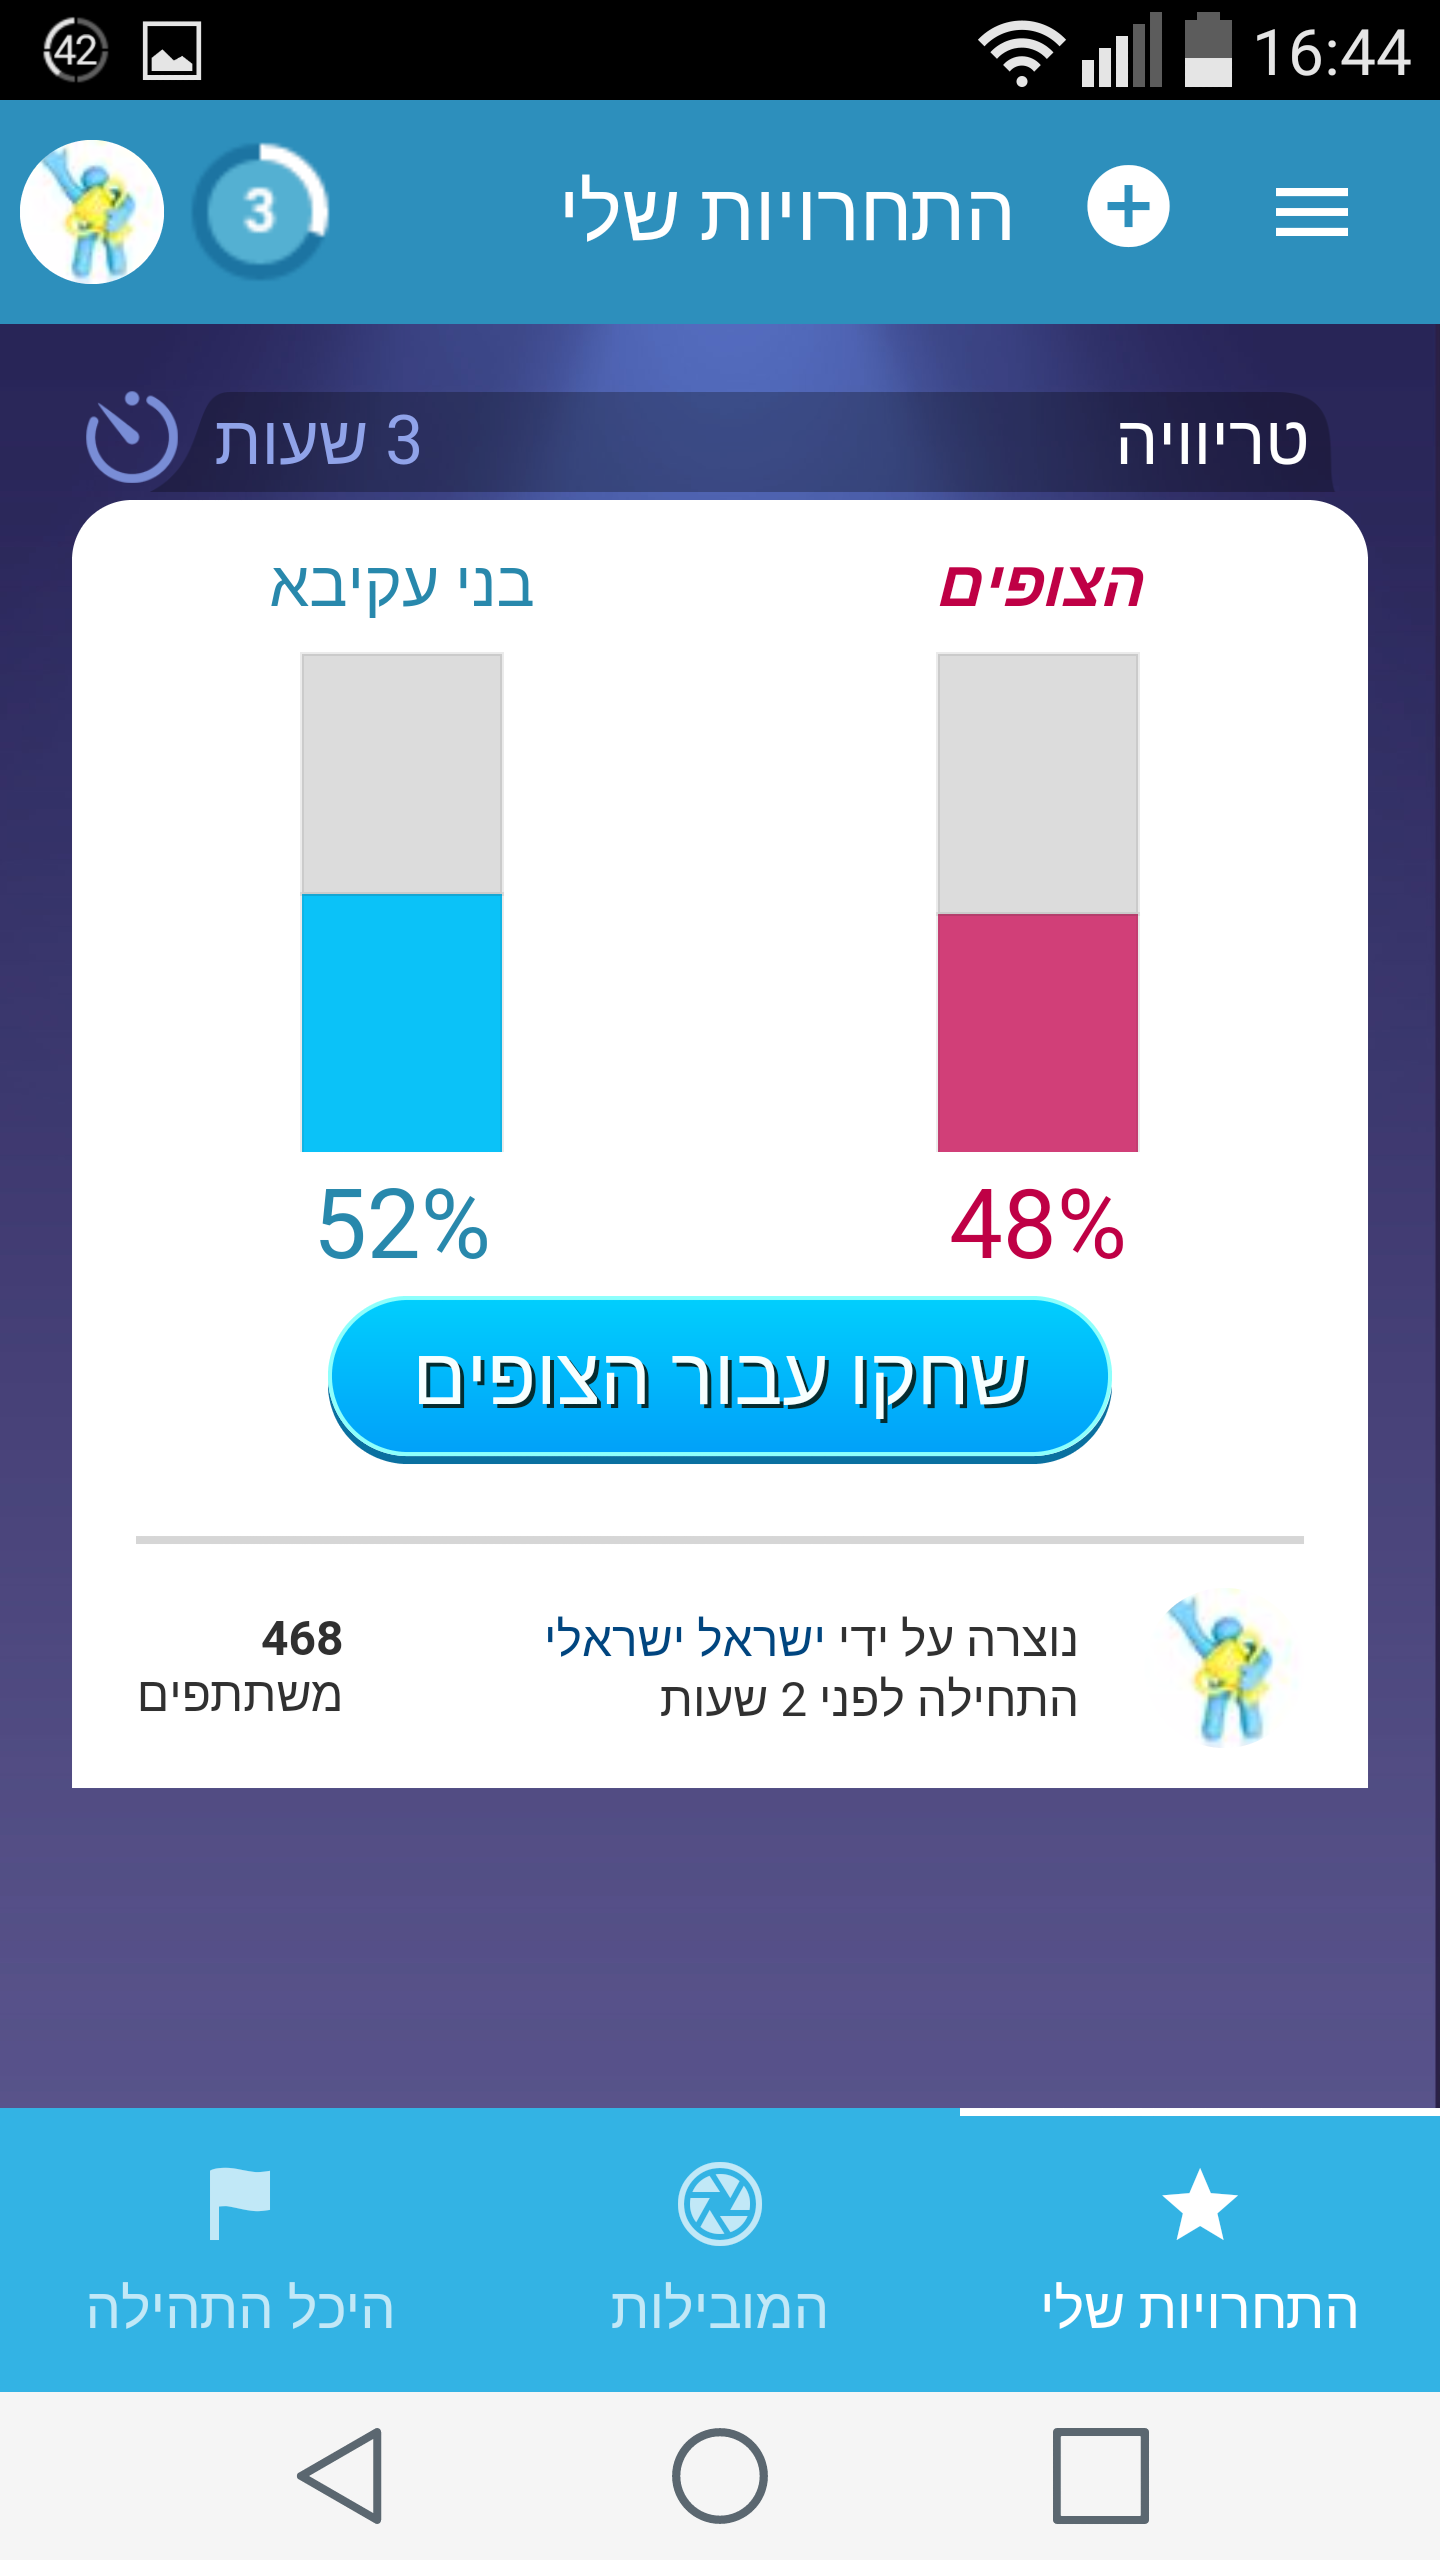 42
16:44
התחרויות שלי
3
טריוויה
3 שעות
הצופים
בני עקיבא
48%
52%
שחקו עבור הצופים
נוצרה על ידי ישראל ישראלי
התחילה לפני 2 שעות
468
משתתפים
התחרויות שלי
המובילות
היכל התהילה